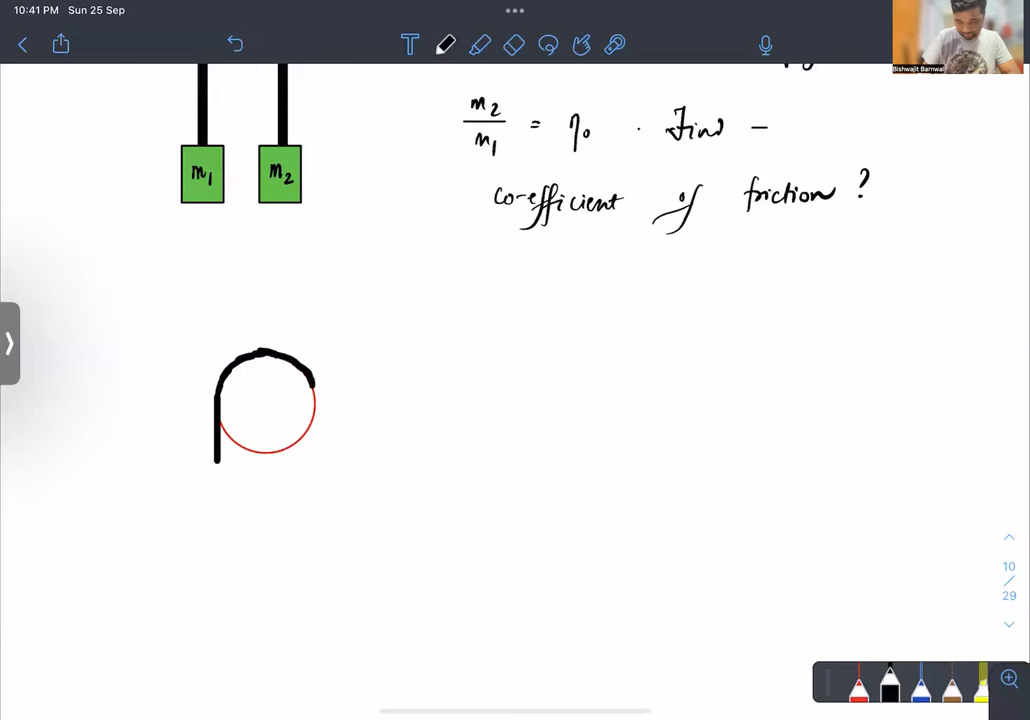 10:41 PM Sun 25 Sep
Bishwajit Barnwal
m₂/m₁ = η₀ . Find –
m₁ m₂
co-efficient of friction ?
10
/
29